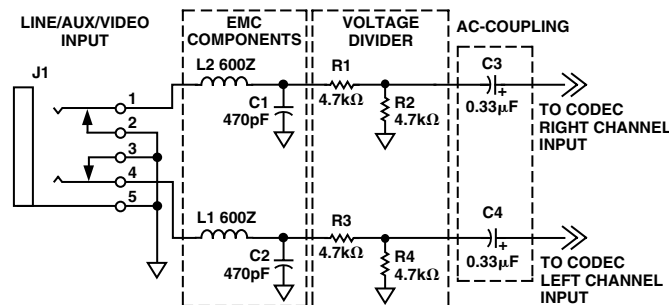 LINE/AUX/VIDEO
INPUT
EMC
COMPONENTS
VOLTAGE
DIVIDER
AC-COUPLING
J1
1
2
3
4
5
L2 600Z
C1
470pF
R1
4.7kΩ
R2
4.7kΩ
C3
+
0.33μF
TO CODEC
RIGHT CHANNEL
INPUT
L1 600Z
C2
470pF
R3
4.7kΩ
R4
4.7kΩ
C4
+
0.33μF
TO CODEC
LEFT CHANNEL
INPUT